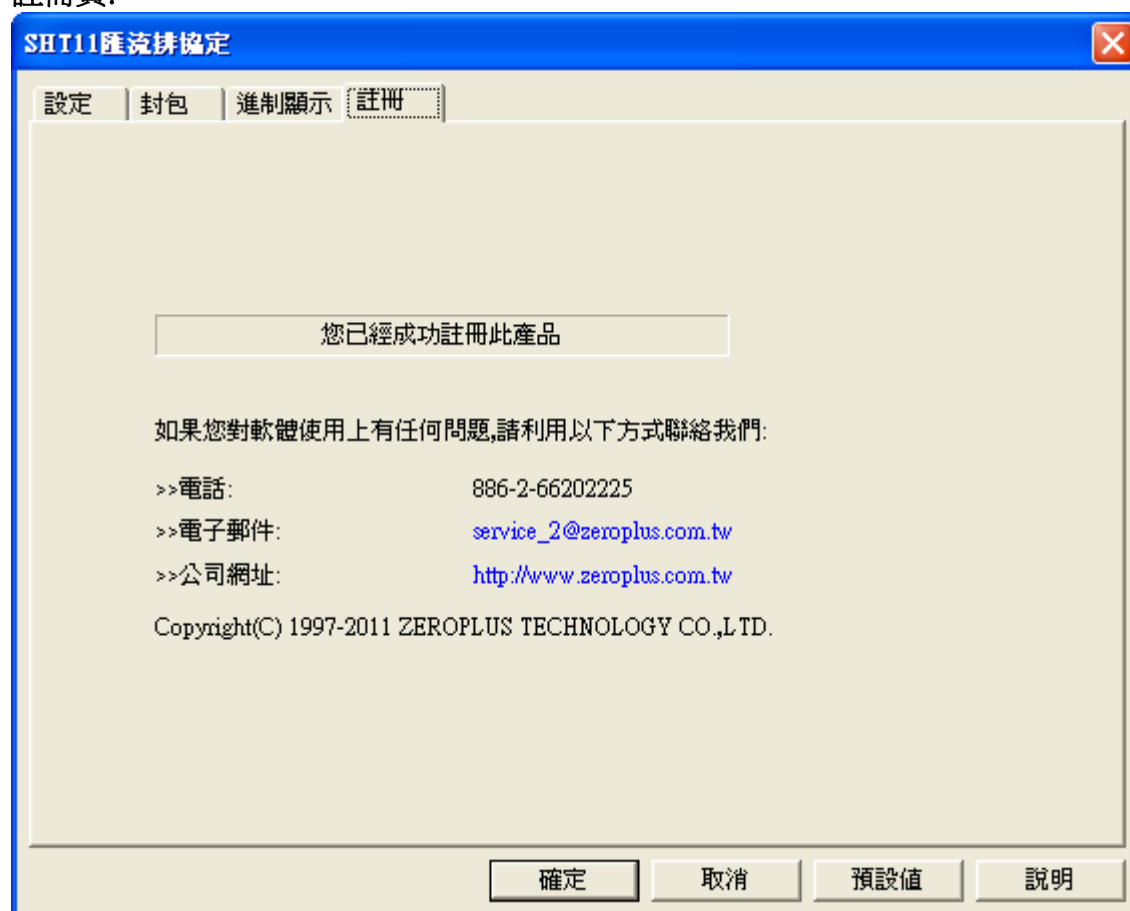 註冊頁:
SHT11匯流排協定
設定 封包 進制顯示 註冊
您已經成功註冊此產品
如果您對軟體使用上有任何問題,請利用以下方式聯絡我們:
>>電話: 886-2-66202225
>>電子郵件: service_2@zeroplus.com.tw
>>公司網址: http://www.zeroplus.com.tw
Copyright(C) 1997-2011 ZEROPLUS TECHNOLOGY CO.,LTD.
確定 取消 預設值 說明